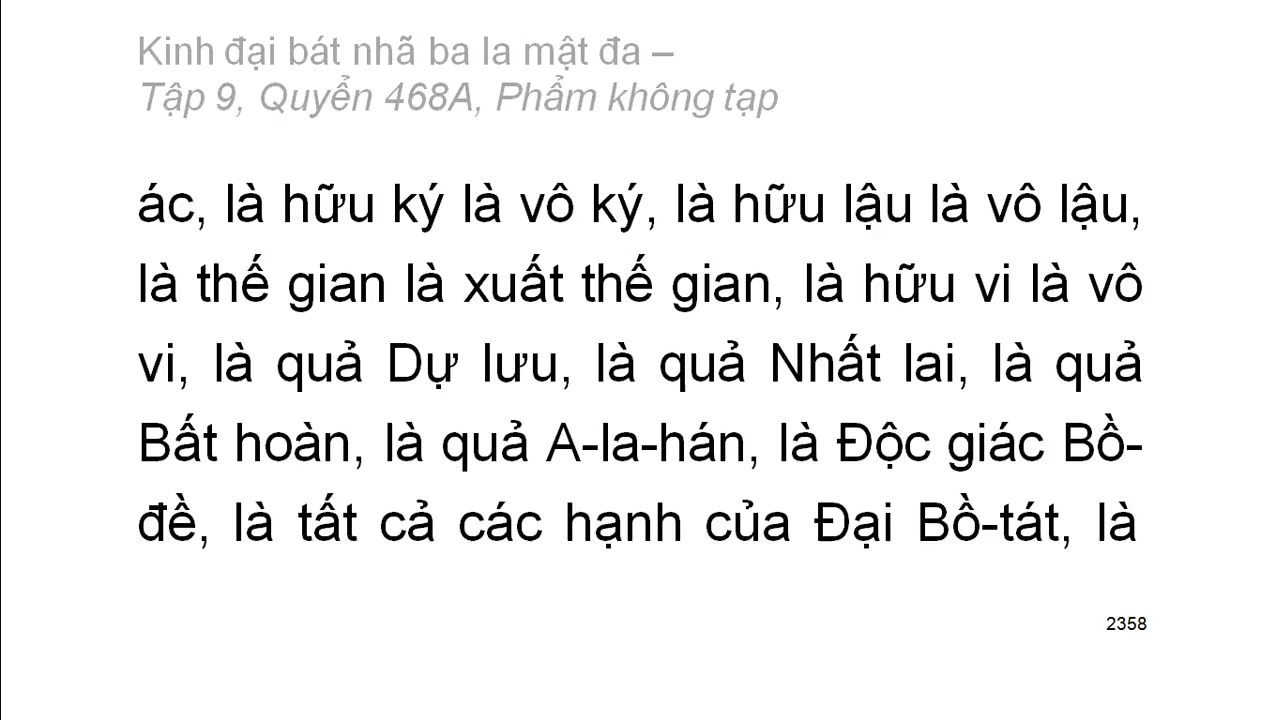 Kinh đại bát nhã ba la mật đa –
Tập 9, Quyển 468A, Phẩm không tạp
ác, là hữu ký là vô ký, là hữu lậu là vô lậu,
là thế gian là xuất thế gian, là hữu vi là vô
vi, là quả Dự lưu, là quả Nhất lai, là quả
Bất hoàn, là quả A-la-hán, là Độc giác Bồ-
đề, là tất cả các hạnh của Đại Bồ-tát, là
2358